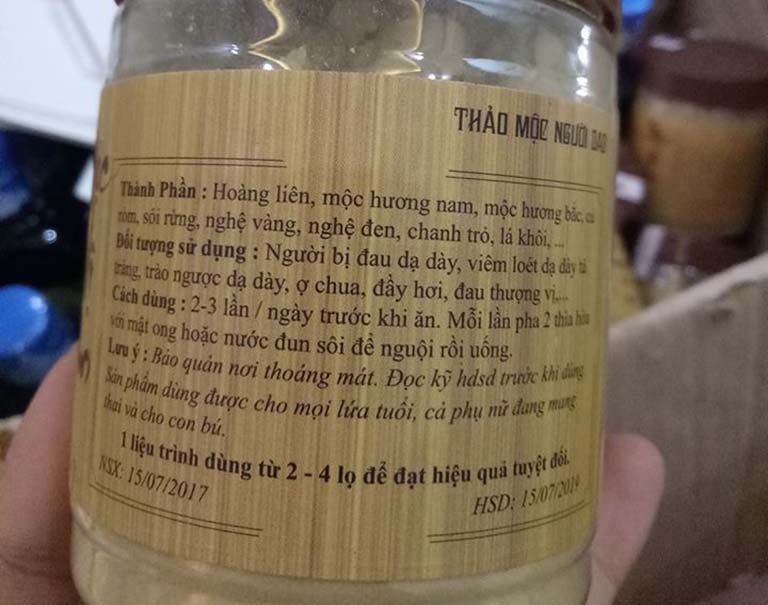 THẢO MỘC NGƯỜI DAO
Thành Phần : Hoàng liên, mộc hương nam, mộc hương bắc,
sói rừng, nghệ vàng, nghệ đen, chanh trỏ, lá khôi, ...
Đối tượng sử dụng : Người bị đau dạ dày, viêm loét dạ dày tá
tràng, trào ngược dạ dày, ợ chua, đầy hơi, đau thượng vị,...
Cách dùng : 2-3 lần / ngày trước khi ăn. Mỗi lần pha 2 thìa
với mật ong hoặc nước đun sôi để nguội rồi uống.
Lưu ý : Bảo quản nơi thoáng mát. Đọc kỹ hdsd trước khi dùng
Sản phẩm dùng được cho mọi lứa tuổi, cả phụ nữ đang mang
thai và cho con bú.
1 liệu trình dùng từ 2 - 4 lọ để đạt hiệu quả tuyệt đối.
NSX: 15/07/2017
HSD: 15/07/2019